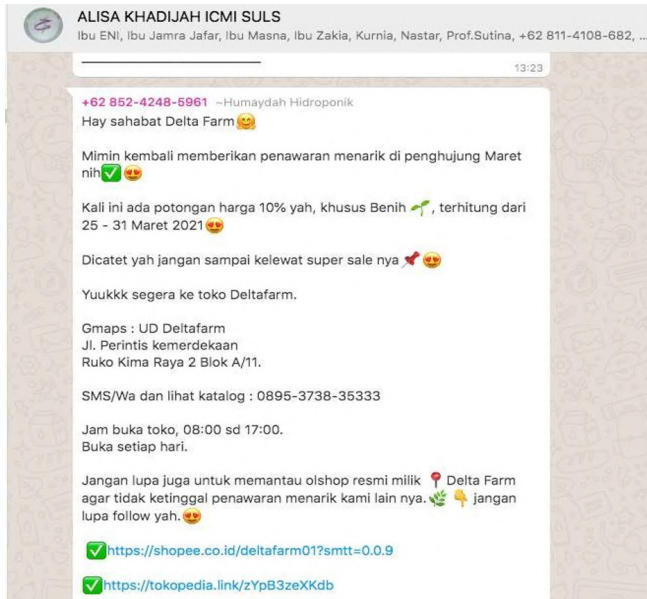 ALISA KHADIJAH ICMI SULS
Ibu ENI, Ibu Jamra Jafar, Ibu Masna, Ibu Zakia, Kurnia, Nastar, Prof.Sutina, +62 811-4108-682, ...
13:23
+62 852-4248-5961 ~Humaydah Hidroponik
Hay sahabat Delta Farm🤗
Mimin kembali memberikan penawaran menarik di penghujung Maret
nih✅😍
Kali ini ada potongan harga 10% yah, khusus Benih 🌱, terhitung dari
25 - 31 Maret 2021😍
Dicatet yah jangan sampai kelewat super sale nya 📌 😍
Yuukkk segera ke toko Deltafarm.
Gmaps : UD Deltafarm
Jl. Perintis kemerdekaan
Ruko Kima Raya 2 Blok A/11.
SMS/Wa dan lihat katalog : 0895-3738-35333
Jam buka toko, 08:00 sd 17:00.
Buka setiap hari.
Jangan lupa juga untuk memantau olshop resmi milik 📍 Delta Farm
agar tidak ketinggal penawaran menarik kami lain nya.🌿 👇 jangan
lupa follow yah.😍
✅https://shopee.co.id/deltafarm01?smtt=0.0.9
✅https://tokopedia.link/zYpB3zeXKdb